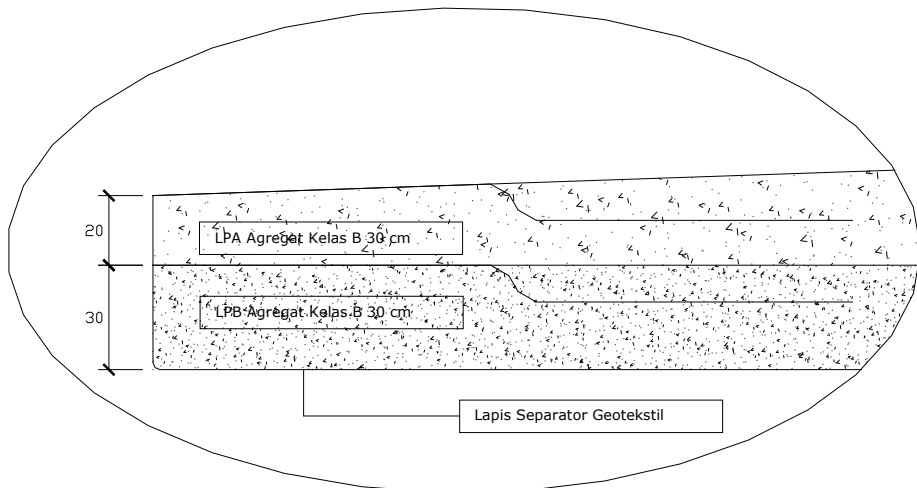 20
LPA Agregat Kelas B 30 cm
30
LPB Agregat Kelas B 30 cm
Lapis Separator Geotekstil